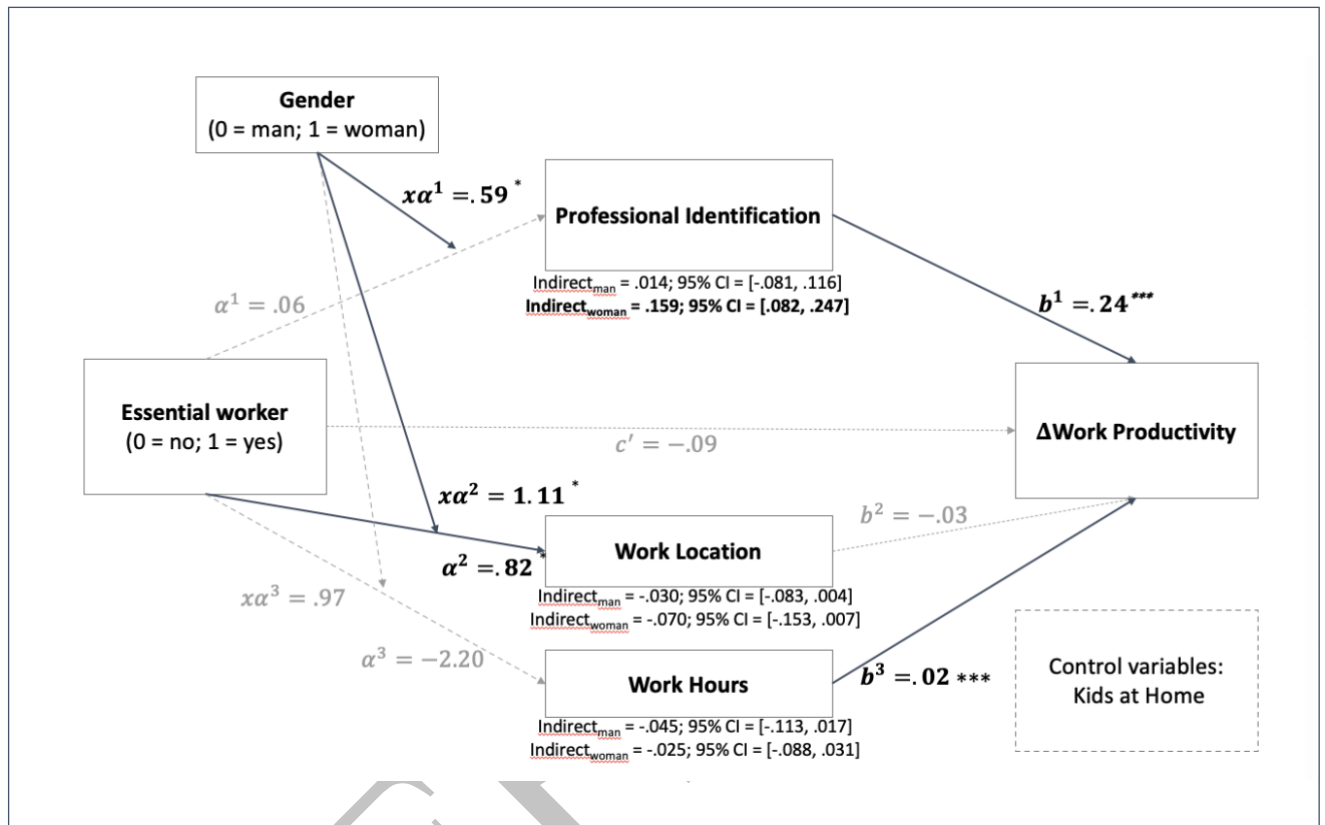 Gender
(0 = man; 1 = woman)
xα¹ =.59 *
Professional Identification
Indirectman = .014; 95% CI = [-.081, .116]
Indirectwoman = .159; 95% CI = [.082, .247]
α¹ = .06
b¹ =.24***
Essential worker
(0 = no; 1 = yes)
ΔWork Productivity
c′ = −.09
xα² = 1.11 *
b² = −.03
Work Location
α² =.82 *
Indirectman = -.030; 95% CI = [-.083, .004]
Indirectwoman = -.070; 95% CI = [-.153, .007]
xα³ = .97
α³ = −2.20
Work Hours
b³ =.02 ***
Indirectman = -.045; 95% CI = [-.113, .017]
Indirectwoman = -.025; 95% CI = [-.088, .031]
Control variables:
Kids at Home